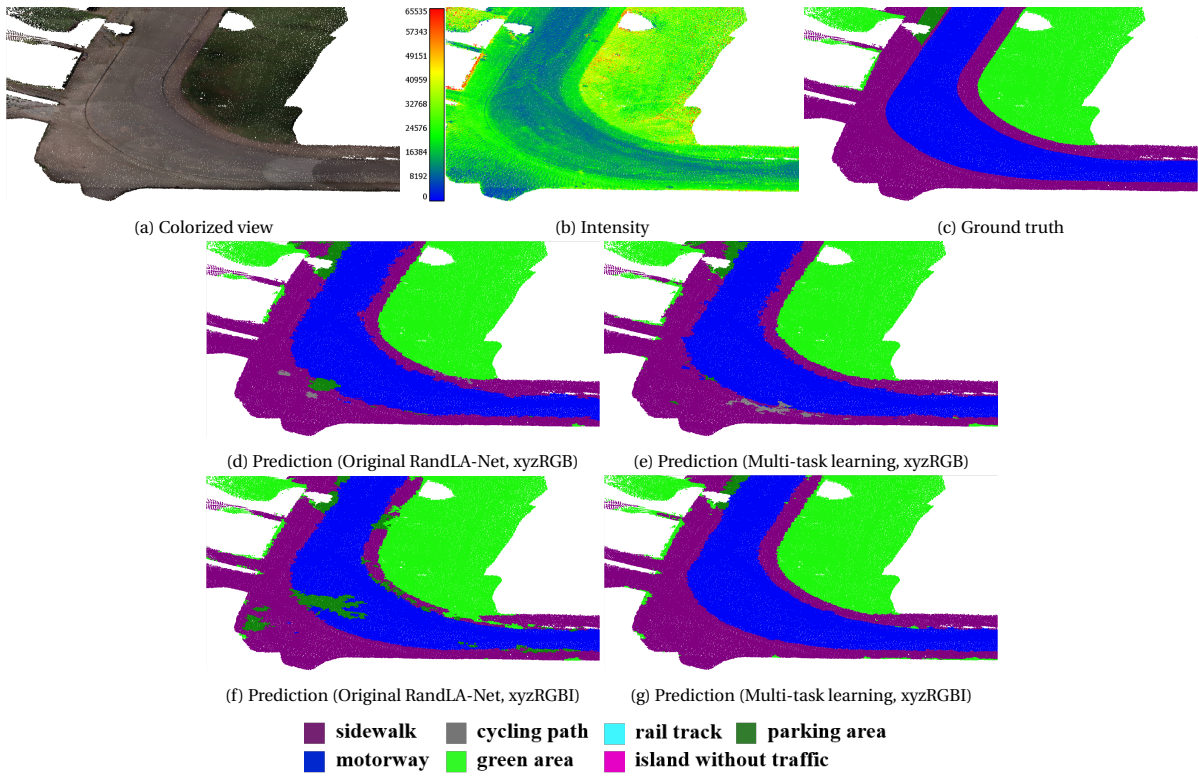 65535
57343
49151
40959
32768
24576
16384
8192
0
(a) Colorized view
(b) Intensity
(c) Ground truth
(d) Prediction (Original RandLA-Net, xyzRGB)
(e) Prediction (Multi-task learning, xyzRGB)
(f) Prediction (Original RandLA-Net, xyzRGBI)
(g) Prediction (Multi-task learning, xyzRGBI)
sidewalk
cycling path
rail track
parking area
motorway
green area
island without traffic